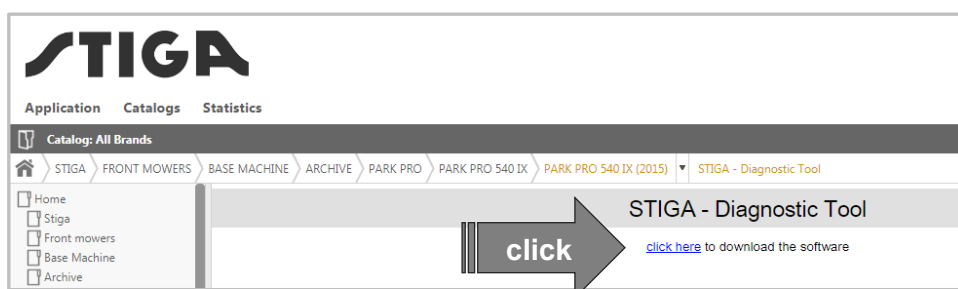 STIGA
Application Catalogs Statistics
Catalog: All Brands
STIGA FRONT MOWERS BASE MACHINE ARCHIVE PARK PRO PARK PRO 540 IX PARK PRO 540 IX (2015) STIGA - Diagnostic Tool
Home
Stiga
Front mowers
Base Machine
Archive
STIGA - Diagnostic Tool
click
click here to download the software